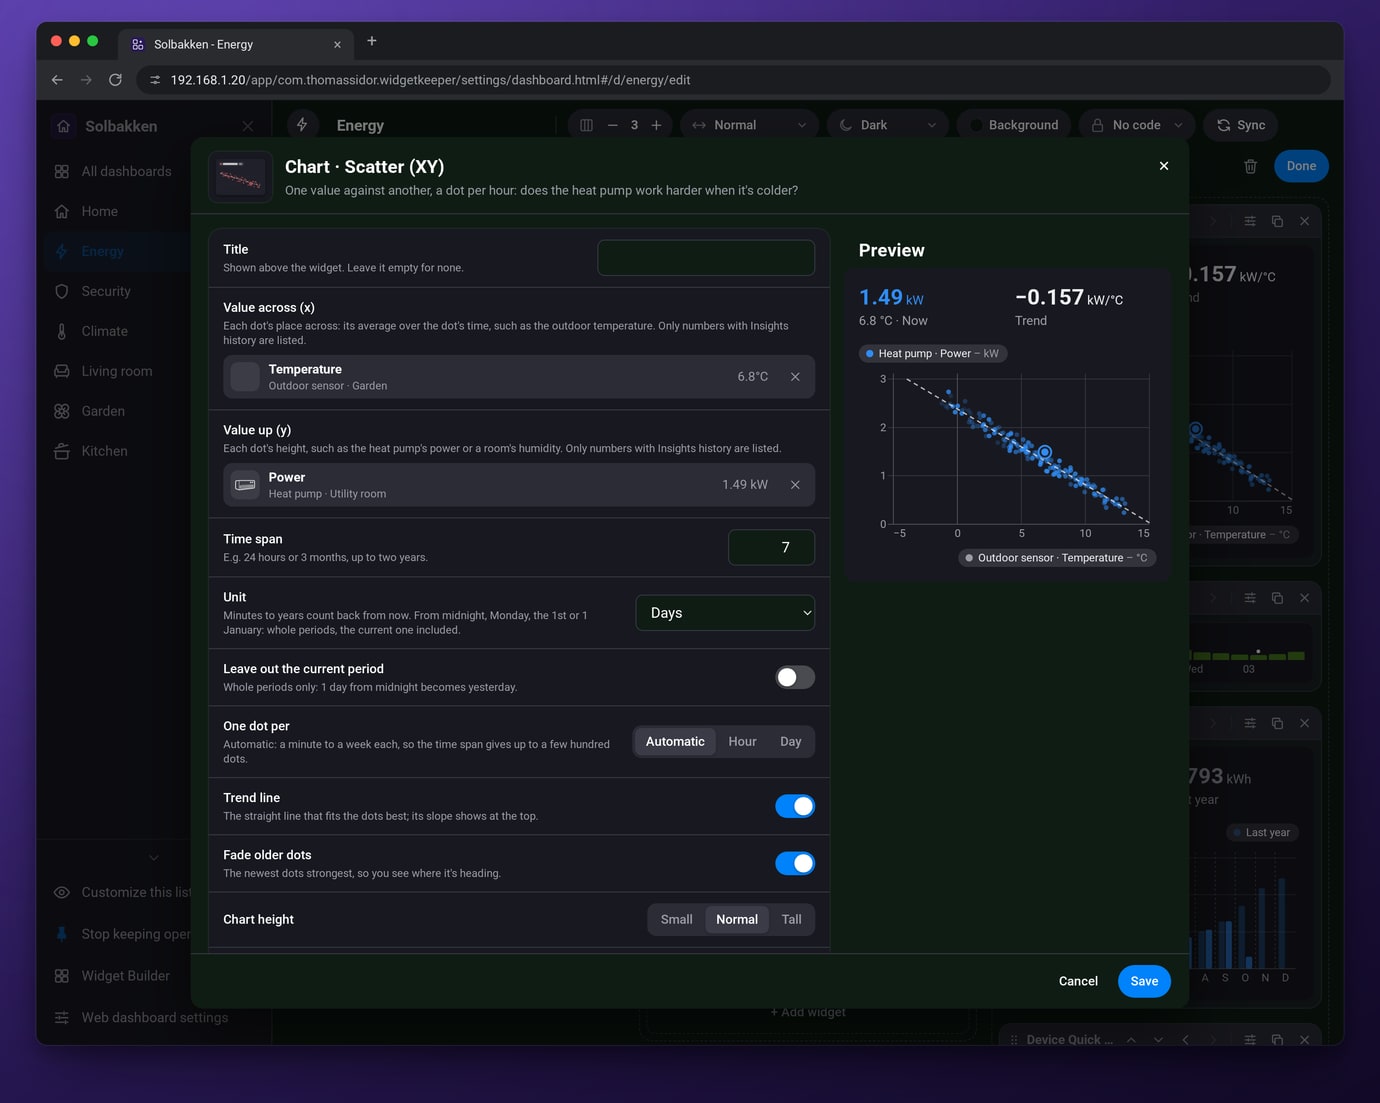 Solbakken - Energy
192.168.1.20/app/com.thomassidor.widgetkeeper/settings/dashboard.html#/d/energy/edit
Solbakken
Energy
3
Normal
Dark
Background
No code
Sync
All dashboards
Home
Energy
Security
Climate
Living room
Garden
Kitchen
Customize this list
Stop keeping oper
Widget Builder
Web dashboard settings
Done
Chart · Scatter (XY)
One value against another, a dot per hour: does the heat pump work harder when it's colder?
Title
Shown above the widget. Leave it empty for none.
Value across (x)
Each dot's place across: its average over the dot's time, such as the outdoor temperature. Only numbers with Insights
history are listed.
Temperature
Outdoor sensor · Garden
6.8°C
Value up (y)
Each dot's height, such as the heat pump's power or a room's humidity. Only numbers with Insights history are listed.
Power
Heat pump · Utility room
1.49 kW
Time span
E.g. 24 hours or 3 months, up to two years.
7
Unit
Minutes to years count back from now. From midnight, Monday, the 1st or 1
January: whole periods, the current one included.
Days
Leave out the current period
Whole periods only: 1 day from midnight becomes yesterday.
One dot per
Automatic: a minute to a week each, so the time span gives up to a few hundred
dots.
Automatic Hour Day
Trend line
The straight line that fits the dots best; its slope shows at the top.
Fade older dots
The newest dots strongest, so you see where it's heading.
Chart height
Small Normal Tall
Preview
1.49 kW
6.8 °C · Now
−0.157 kW/°C
Trend
Heat pump · Power – kW
3
2
1
0
−5 0 5 10 15
Outdoor sensor · Temperature – °C
Cancel
Save
.157 kW/°C
nd
10 15
or · Temperature – °C
Wed 03
793 kWh
t year
Last year
A S O N D
+ Add widget
Device Quick ...